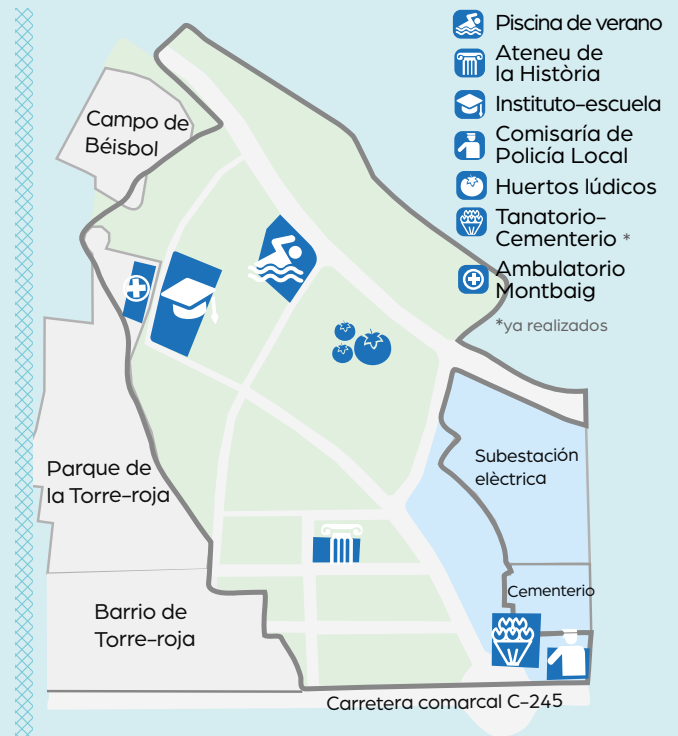 Piscina de verano
Ateneu de
la Història
Instituto-escuela
Comisaría de
Policía Local
Huertos lúdicos
Tanatorio-
Cementerio *
Ambulatorio
Montbaig
*ya realizados
Campo de
Béisbol
Parque de
la Torre-roja
Subestación
elèctrica
Cementerio
Barrio de
Torre-roja
Carretera comarcal C-245